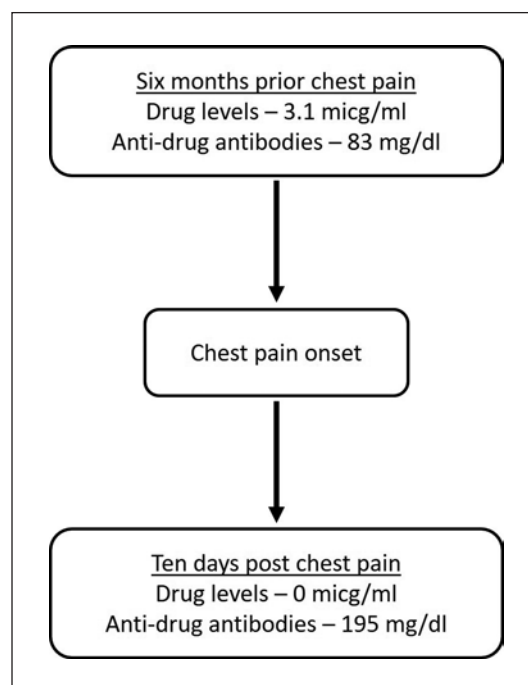 Six months prior chest pain
Drug levels – 3.1 micg/ml
Anti-drug antibodies – 83 mg/dl
Chest pain onset
Ten days post chest pain
Drug levels – 0 micg/ml
Anti-drug antibodies – 195 mg/dl